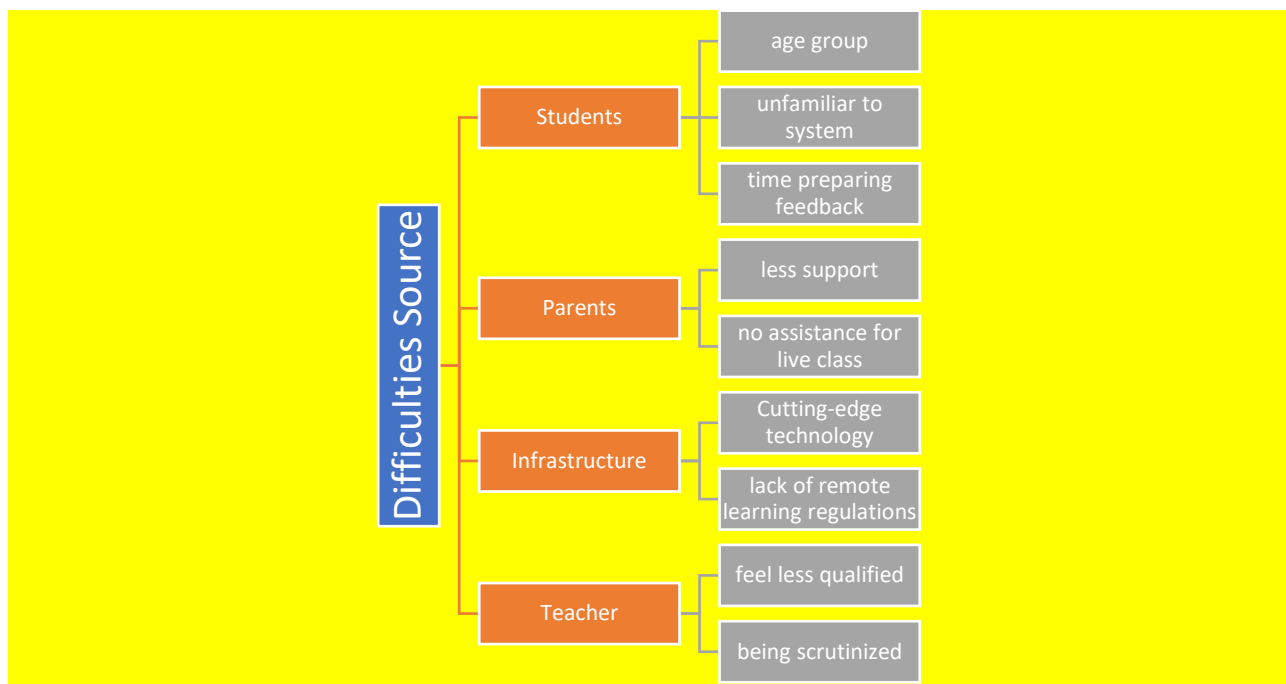 Difficulties Source
Students
age group
unfamiliar to
system
time preparing
feedback
Parents
less support
no assistance for
live class
Infrastructure
Cutting-edge
technology
lack of remote
learning regulations
Teacher
feel less qualified
being scrutinized